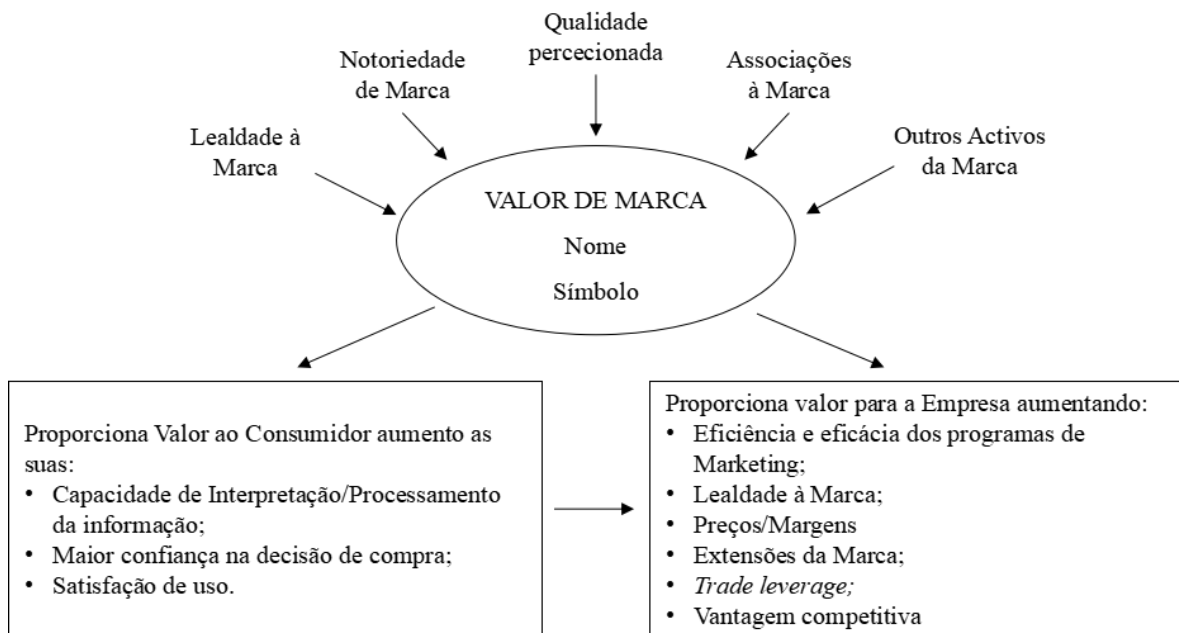 Qualidade
percecionada
Notoriedade
de Marca
Associações
à Marca
Lealdade à
Marca
Outros Activos
da Marca
VALOR DE MARCA
Nome
Símbolo
Proporciona Valor ao Consumidor aumento as
suas:
• Capacidade de Interpretação/Processamento
da informação;
• Maior confiança na decisão de compra;
• Satisfação de uso.
Proporciona valor para a Empresa aumentando:
• Eficiência e eficácia dos programas de
Marketing;
• Lealdade à Marca;
• Preços/Margens
• Extensões da Marca;
• Trade leverage;
• Vantagem competitiva